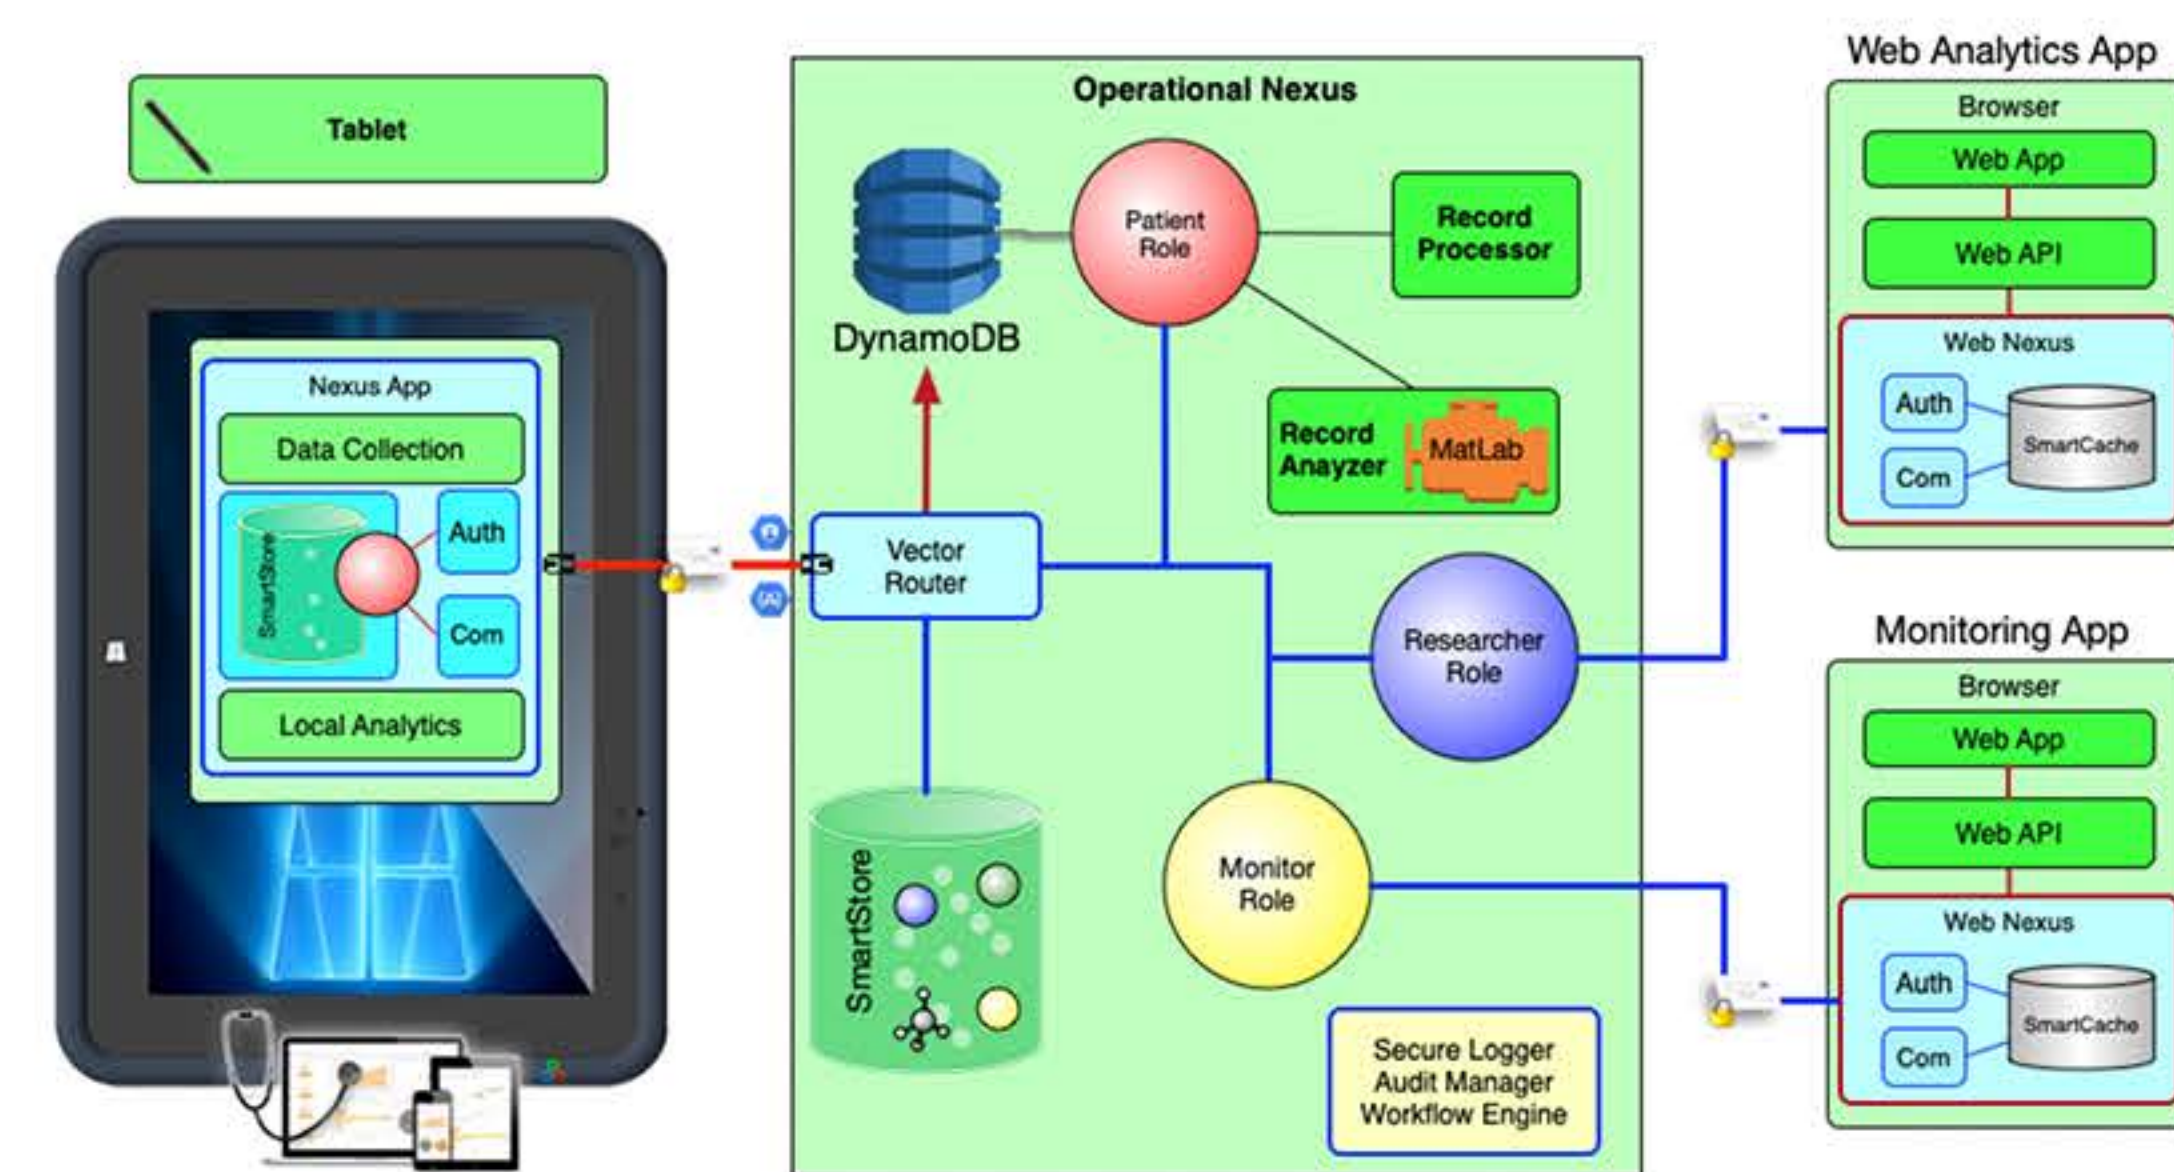 Tablet
Nexus App
Data Collection
SmartStore
Auth
Com
Local Analytics
Operational Nexus
DynamoDB
Patient
Role
Record
Processor
Record
Anayzer
MatLab
Vector
Router
Researcher
Role
SmartStore
Monitor
Role
Secure Logger
Audit Manager
Workflow Engine
Web Analytics App
Browser
Web App
Web API
Web Nexus
Auth
Com
SmartCache
Monitoring App
Browser
Web App
Web API
Web Nexus
Auth
Com
SmartCache